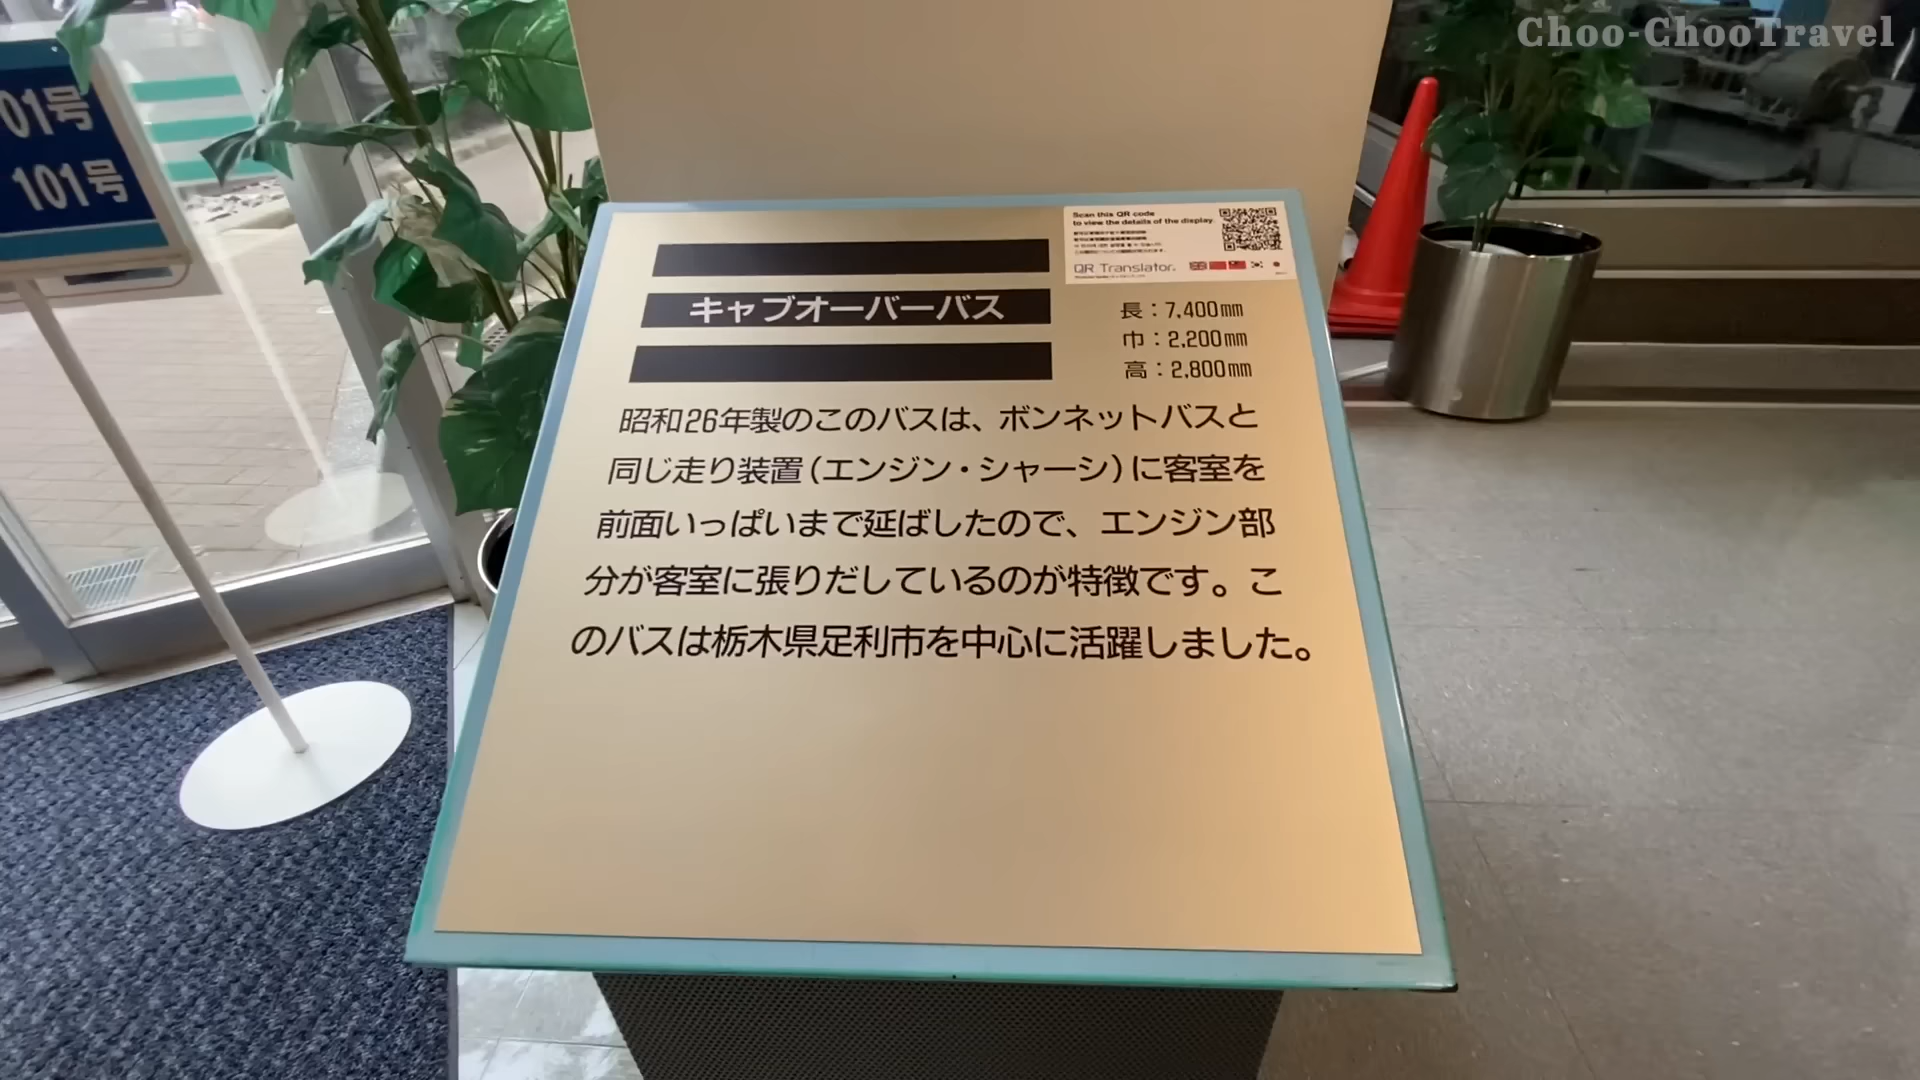 Choo-ChooTravel
01号
101号
Scan this QR code
to view the details of the display.
QR Translator
キャブオーバーバス
長：7,400㎜
巾：2,200㎜
高：2,800㎜
昭和26年製のこのバスは、ボンネットバスと
同じ走り装置(エンジン・シャーシ)に客室を
前面いっぱいまで延ばしたので、エンジン部
分が客室に張りだしているのが特徴です。こ
のバスは栃木県足利市を中心に活躍しました。